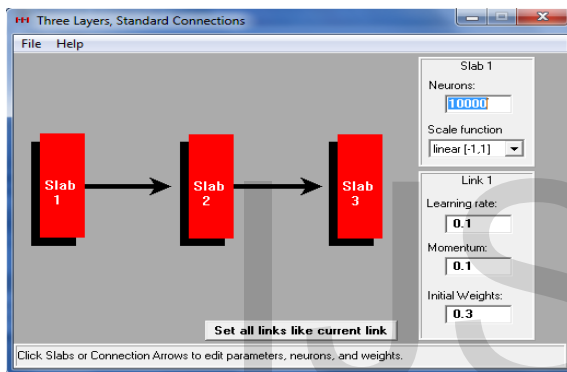 Three Layers, Standard Connections
File Help
Slab 1
Neurons:
10000
Scale function
linear [-1,1]
Slab
1
Slab
2
Slab
3
Link 1
Learning rate:
0.1
Momentum:
0.1
Initial Weights:
0.3
Set all links like current link
Click Slabs or Connection Arrows to edit parameters, neurons, and weights.